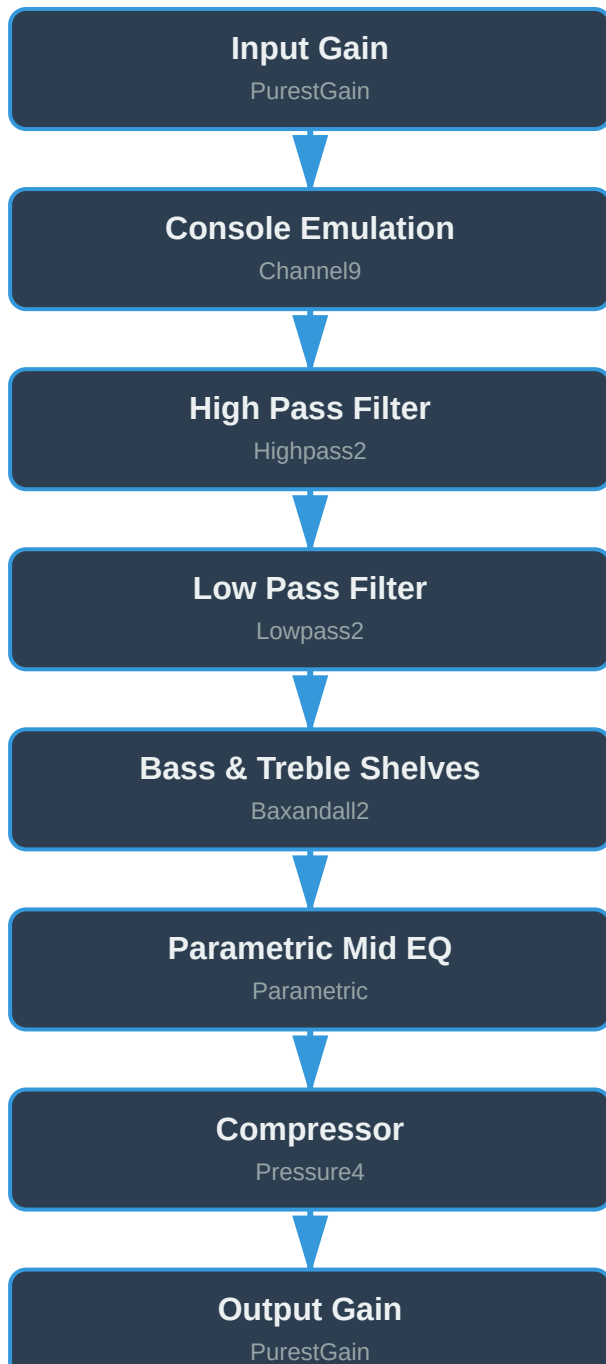 Input Gain
PurestGain
Console Emulation
Channel9
High Pass Filter
Highpass2
Low Pass Filter
Lowpass2
Bass & Treble Shelves
Baxandall2
Parametric Mid EQ
Parametric
Compressor
Pressure4
Output Gain
PurestGain